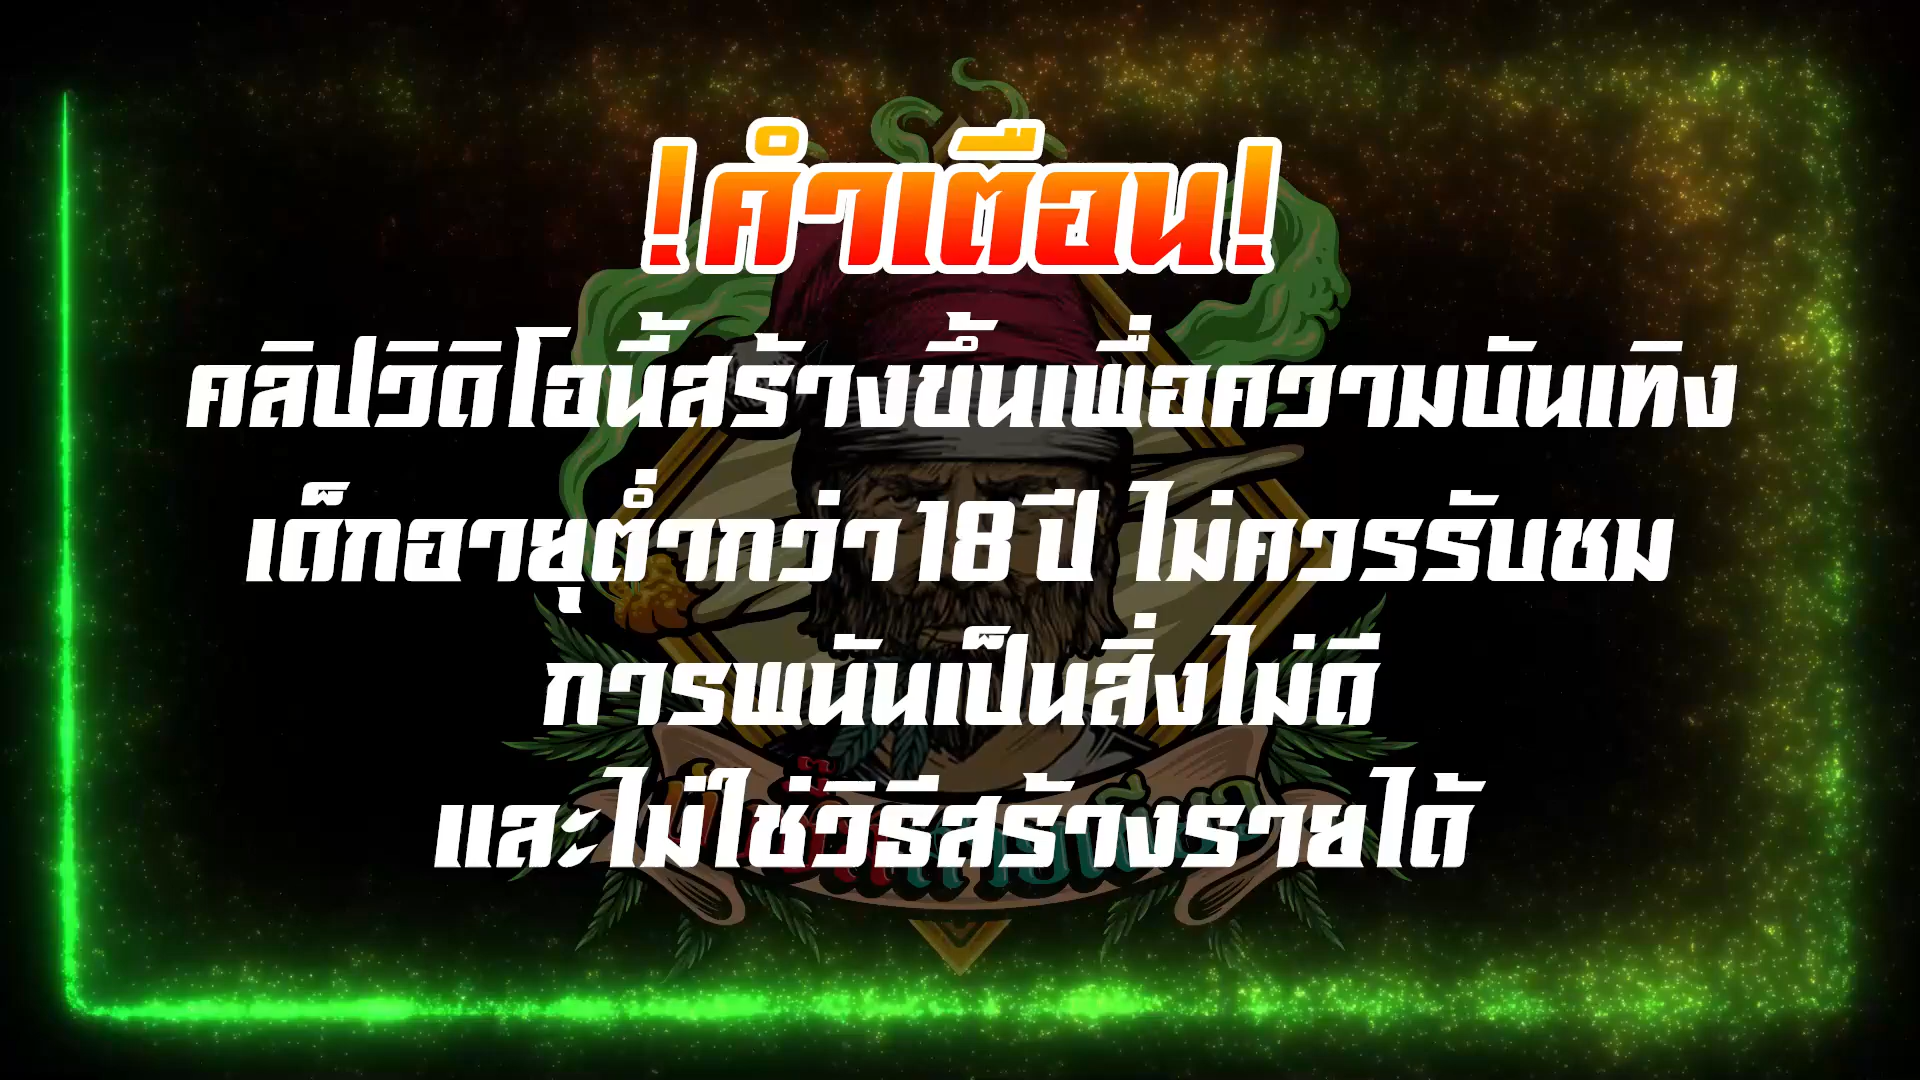 !คำเตือน!
คลิปวิดิโอนี้สร้างขึ้นเพื่อความบันเทิง
เด็กอายุต่ำกว่า 18 ปี ไม่ควรรับชม
การพนันเป็นสิ่งไม่ดี
และไม่ใช่วิธีสร้างรายได้